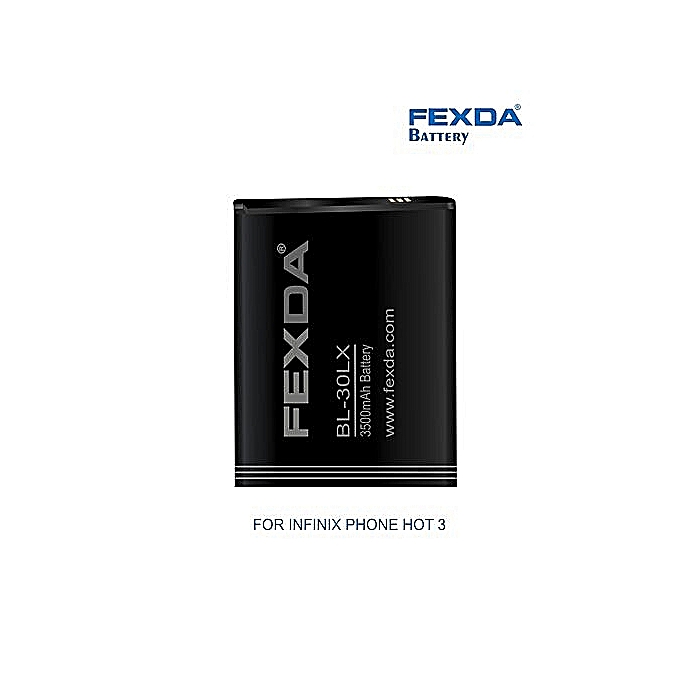 FEXDA®
BATTERY
FEXDA®
BL-30LX
3500mAh Battery
www.fexda.com
FOR INFINIX PHONE HOT 3